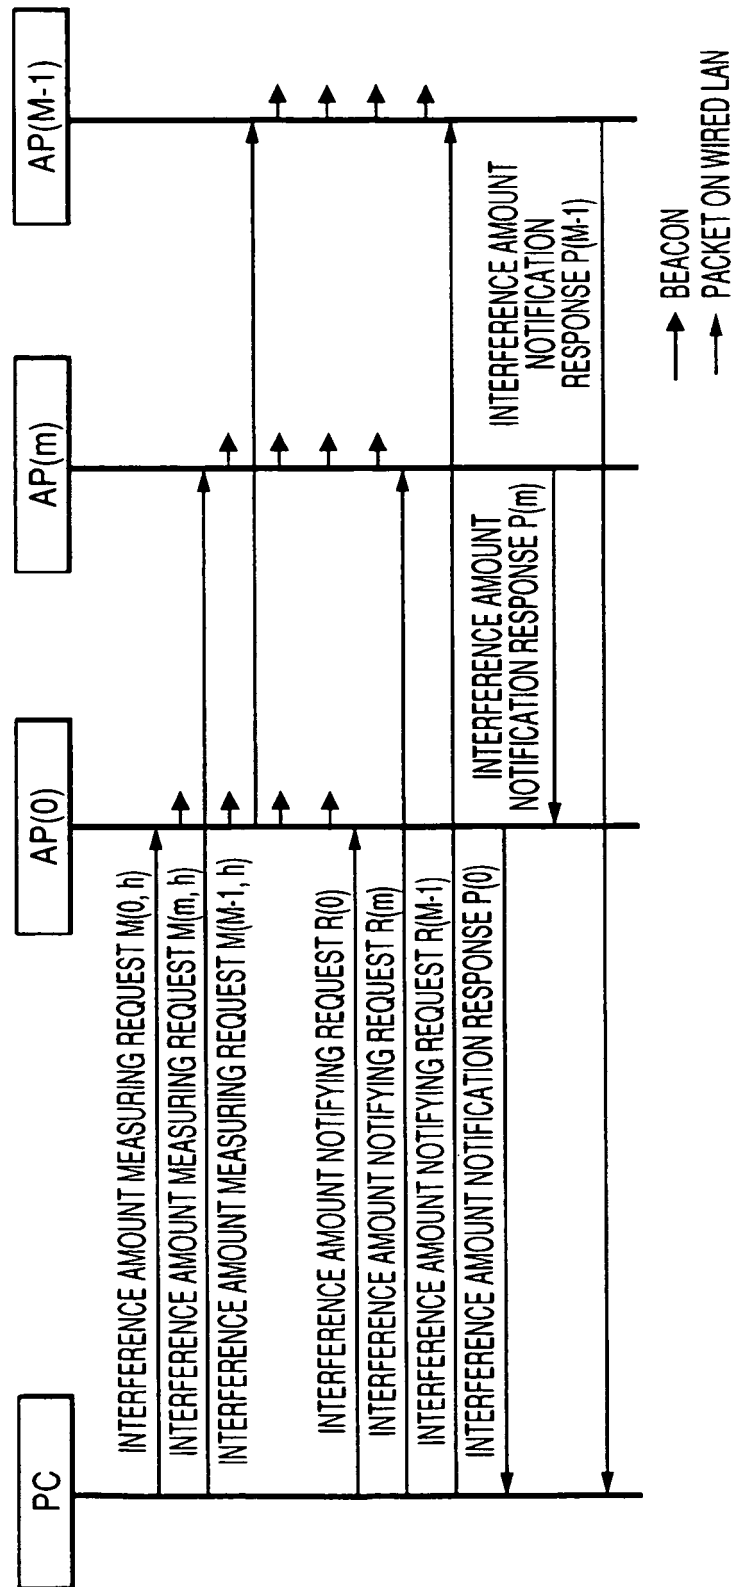 PC
AP(0)
AP(m)
AP(M-1)
INTERFERENCE AMOUNT MEASURING REQUEST M(0, h)
INTERFERENCE AMOUNT MEASURING REQUEST M(m, h)
INTERFERENCE AMOUNT MEASURING REQUEST M(M-1, h)
INTERFERENCE AMOUNT NOTIFYING REQUEST R(0)
INTERFERENCE AMOUNT NOTIFYING REQUEST R(m)
INTERFERENCE AMOUNT NOTIFYING REQUEST R(M-1)
INTERFERENCE AMOUNT NOTIFICATION RESPONSE P(0)
INTERFERENCE AMOUNT
NOTIFICATION RESPONSE P(m)
INTERFERENCE AMOUNT
NOTIFICATION
RESPONSE P(M-1)
BEACON
PACKET ON WIRED LAN